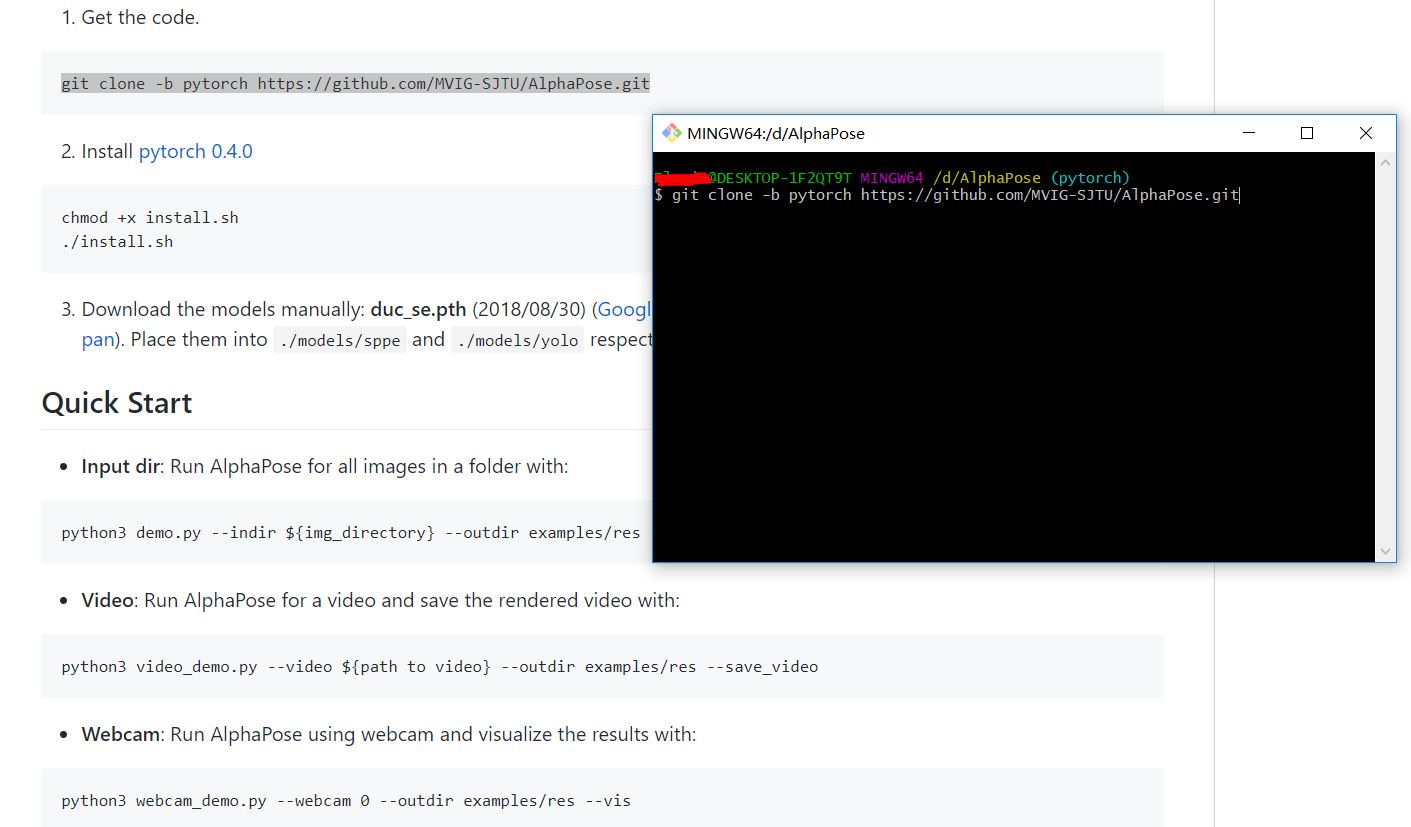 1. Get the code.
git clone -b pytorch https://github.com/MVIG-SJTU/AlphaPose.git
2. Install pytorch 0.4.0
chmod +x install.sh
./install.sh
3. Download the models manually: duc_se.pth (2018/08/30) (Googl
pan). Place them into ./models/sppe and ./models/yolo respect
Quick Start
• Input dir: Run AlphaPose for all images in a folder with:
python3 demo.py --indir ${img_directory} --outdir examples/res
• Video: Run AlphaPose for a video and save the rendered video with:
python3 video_demo.py --video ${path to video} --outdir examples/res --save_video
• Webcam: Run AlphaPose using webcam and visualize the results with:
python3 webcam_demo.py --webcam 0 --outdir examples/res --vis
MINGW64:/d/AlphaPose
@DESKTOP-1F2QT9T MINGW64 /d/AlphaPose (pytorch)
$ git clone -b pytorch https://github.com/MVIG-SJTU/AlphaPose.git